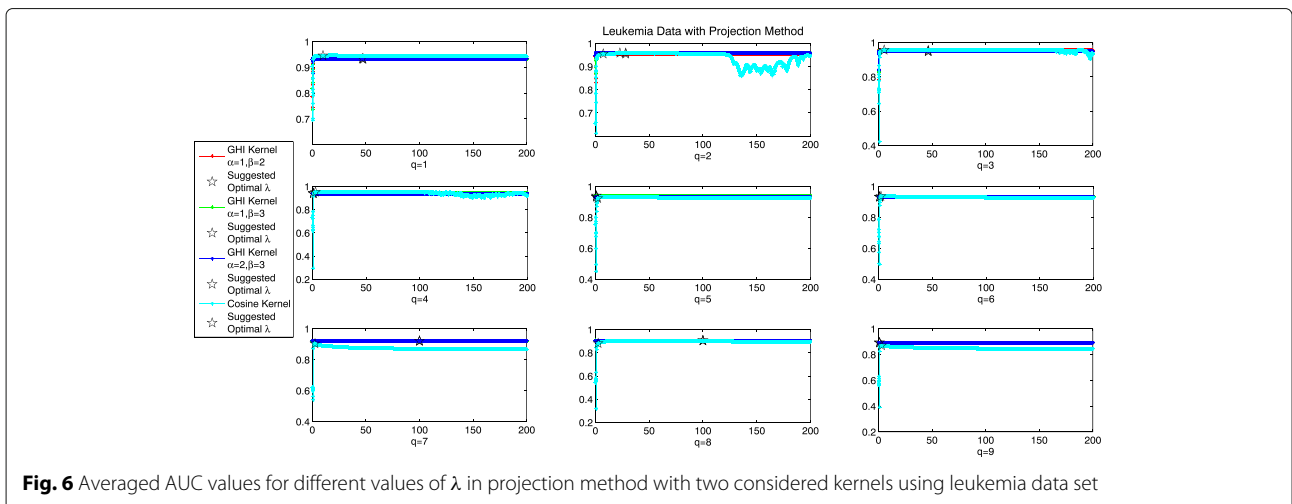 Leukemia Data with Projection Method
1
0.9
0.8
0.7
0 50 100 150 200
q=1
1
0.9
0.8
0.7
0 50 100 150 200
q=2
1
0.8
0.6
0.4
0 50 100 150 200
q=3
GHI Kernel
α=1,β=2
Suggested
Optimal λ
GHI Kernel
α=1,β=3
Suggested
Optimal λ
GHI Kernel
α=2,β=3
Suggested
Optimal λ
Cosine Kernel
Suggested
Optimal λ
1
0.8
0.6
0.4
0.2
0 50 100 150 200
q=4
1
0.8
0.6
0.4
0 50 100 150 200
q=5
1
0.8
0.6
0.4
0 50 100 150 200
q=6
1
0.8
0.6
0.4
0 50 100 150 200
q=7
1
0.8
0.6
0.4
0.2
0 50 100 150 200
q=8
1
0.8
0.6
0.4
0.2
0 50 100 150 200
q=9
Fig. 6 Averaged AUC values for different values of λ in projection method with two considered kernels using leukemia data set